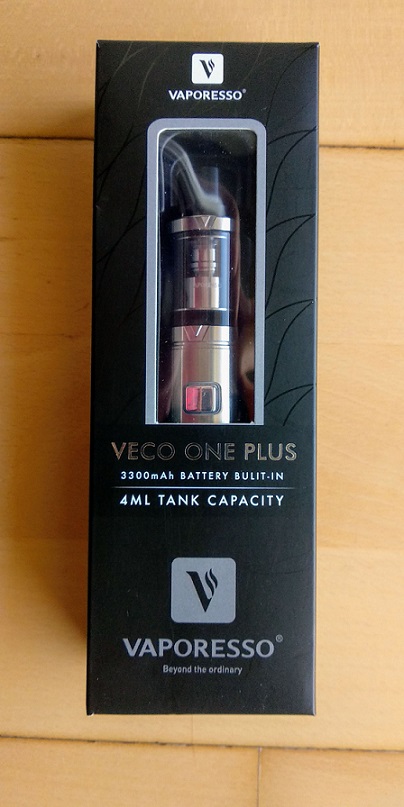 VAPORESSO®
VECO ONE PLUS
3300mAh BATTERY BULIT-IN
4ML TANK CAPACITY
VAPORESSO®
Beyond the ordinary